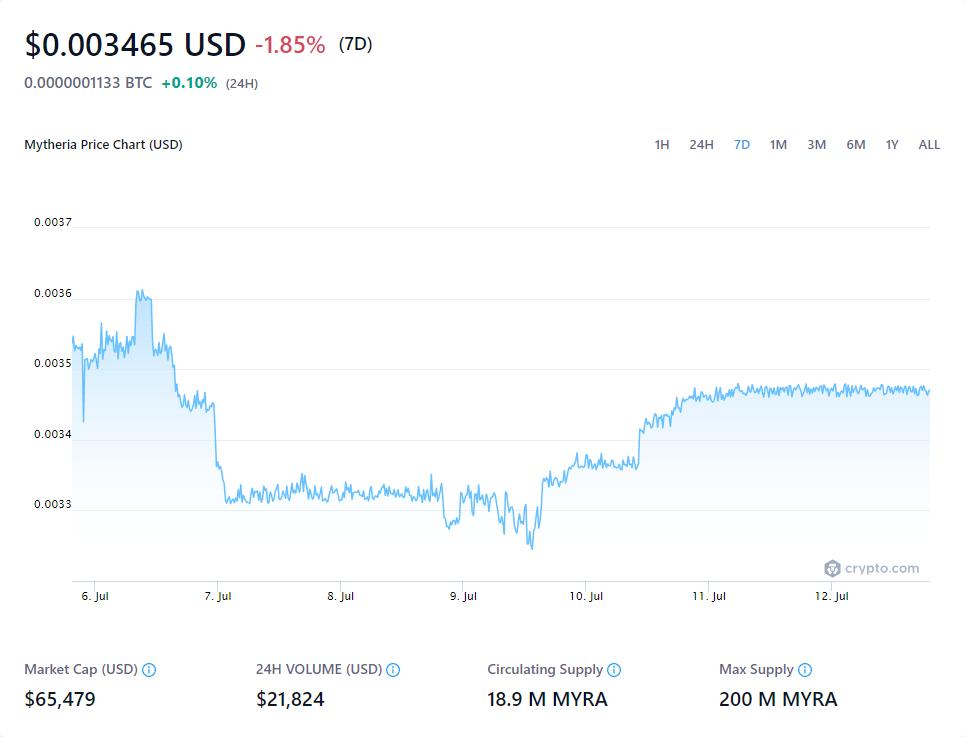 $0.003465 USD -1.85% (7D)
0.0000001133 BTC +0.10% (24H)
Mytheria Price Chart (USD) 1H 24H 7D 1M 3M 6M 1Y ALL
0.0037
0.0036
0.0035
0.0034
0.0033
crypto.com
6. Jul 7. Jul 8. Jul 9. Jul 10. Jul 11. Jul 12. Jul
Market Cap (USD) 24H VOLUME (USD) Circulating Supply Max Supply
$65,479 $21,824 18.9 M MYRA 200 M MYRA